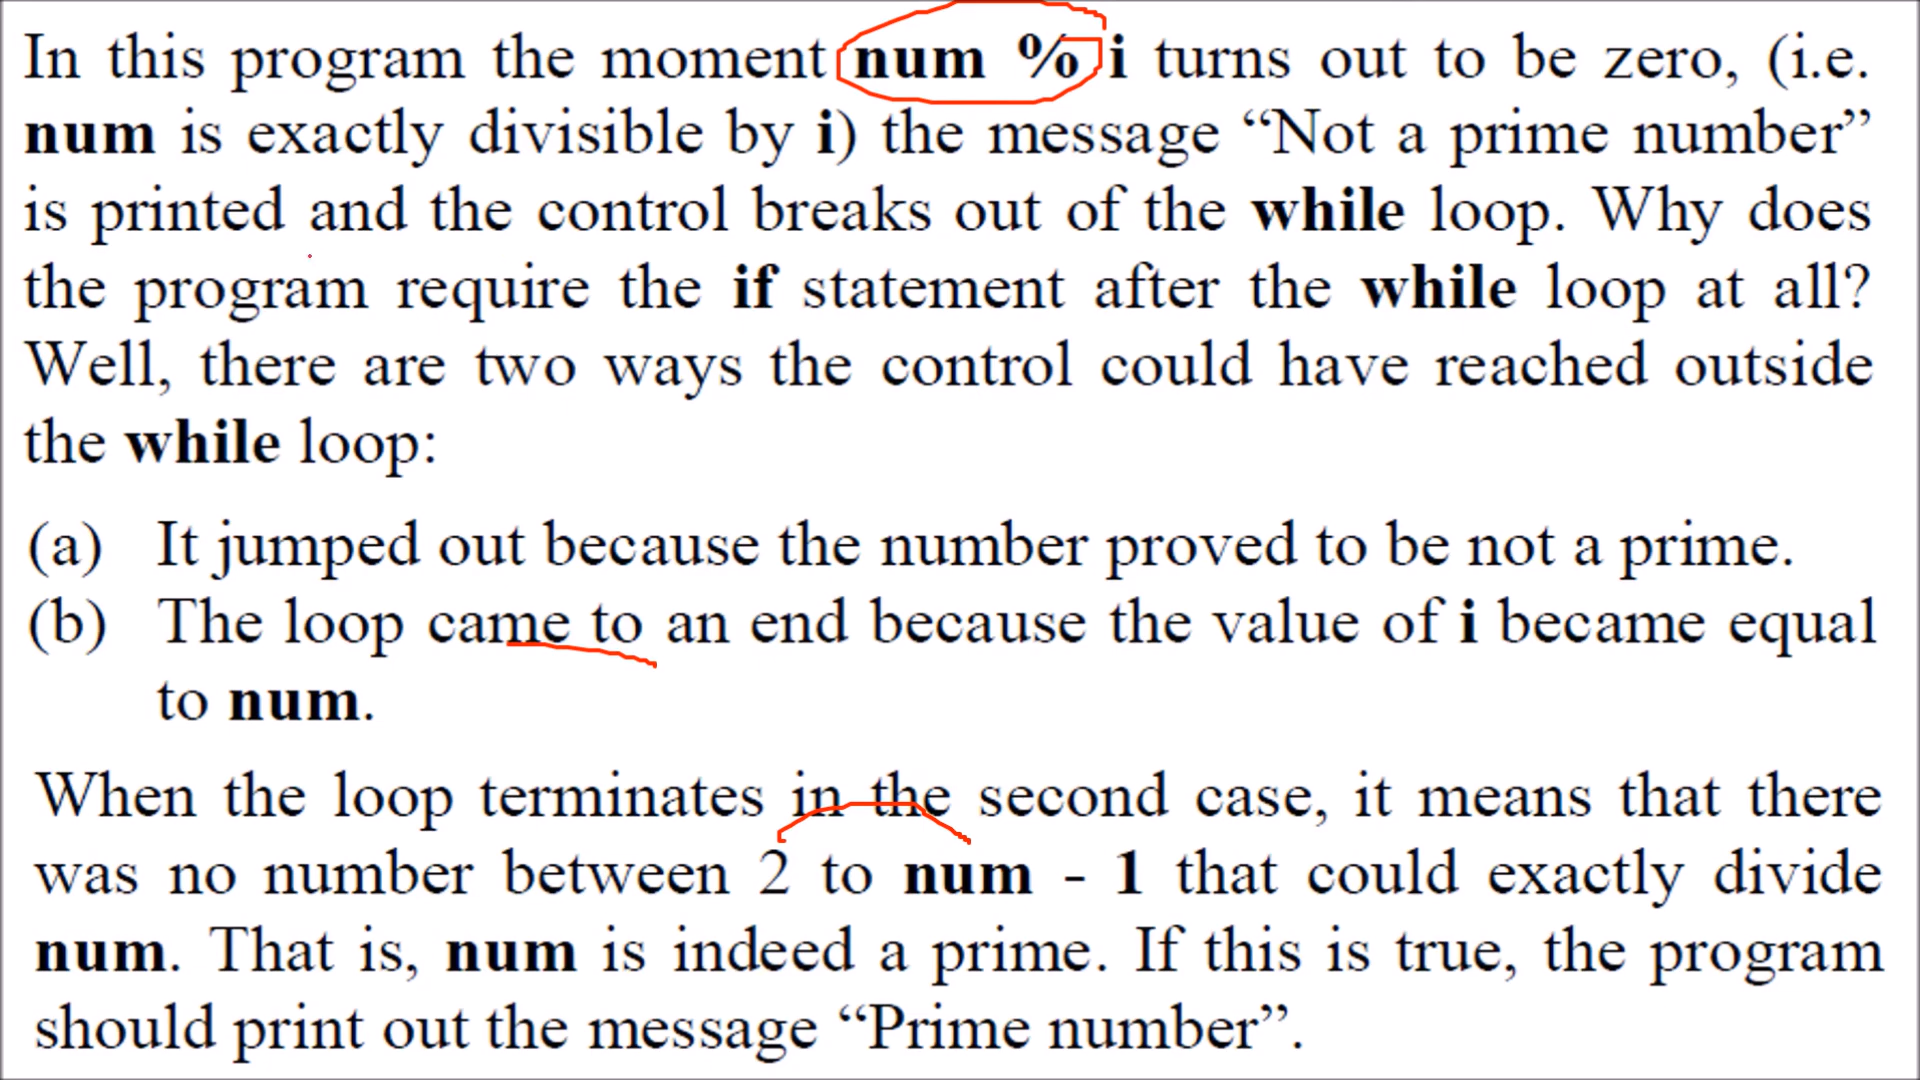 In this program the moment num % i turns out to be zero, (i.e.
num is exactly divisible by i) the message “Not a prime number”
is printed and the control breaks out of the while loop. Why does
the program require the if statement after the while loop at all?
Well, there are two ways the control could have reached outside
the while loop:
(a) It jumped out because the number proved to be not a prime.
(b) The loop came to an end because the value of i became equal
to num.
When the loop terminates in the second case, it means that there
was no number between 2 to num - 1 that could exactly divide
num. That is, num is indeed a prime. If this is true, the program
should print out the message “Prime number”.